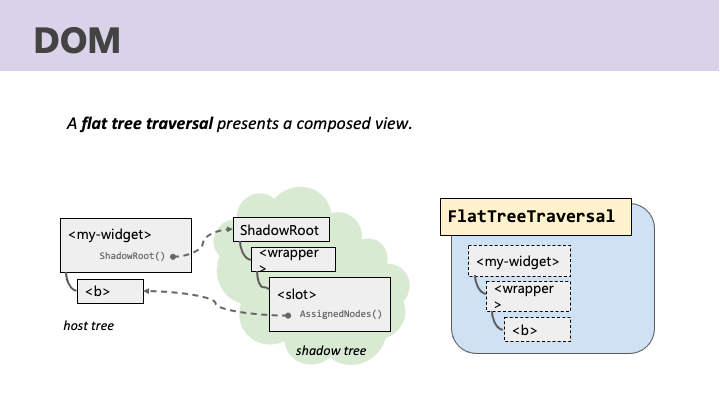 DOM
A flat tree traversal presents a composed view.
<my-widget>
ShadowRoot()
<b>
host tree
ShadowRoot
<wrapper
>
<slot>
AssignedNodes()
shadow tree
FlatTreeTraversal
<my-widget>
<wrapper
>
<b>